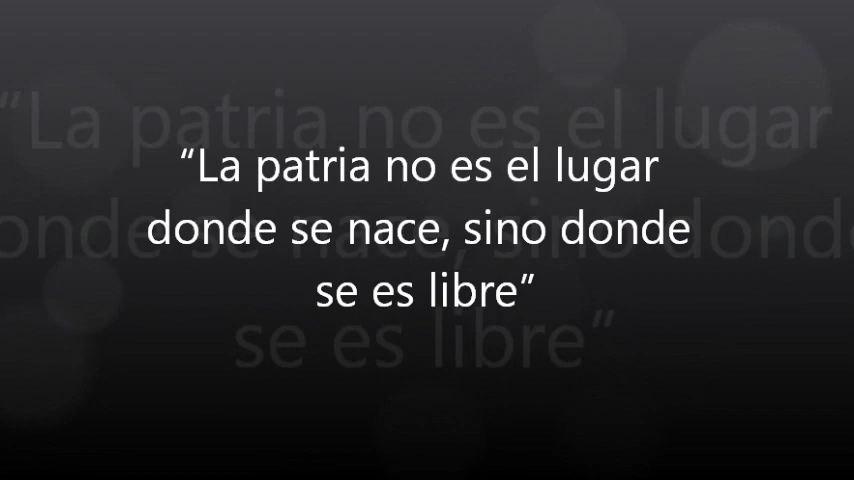 “La patria no es el lugar
donde se nace, sino donde
se es libre”